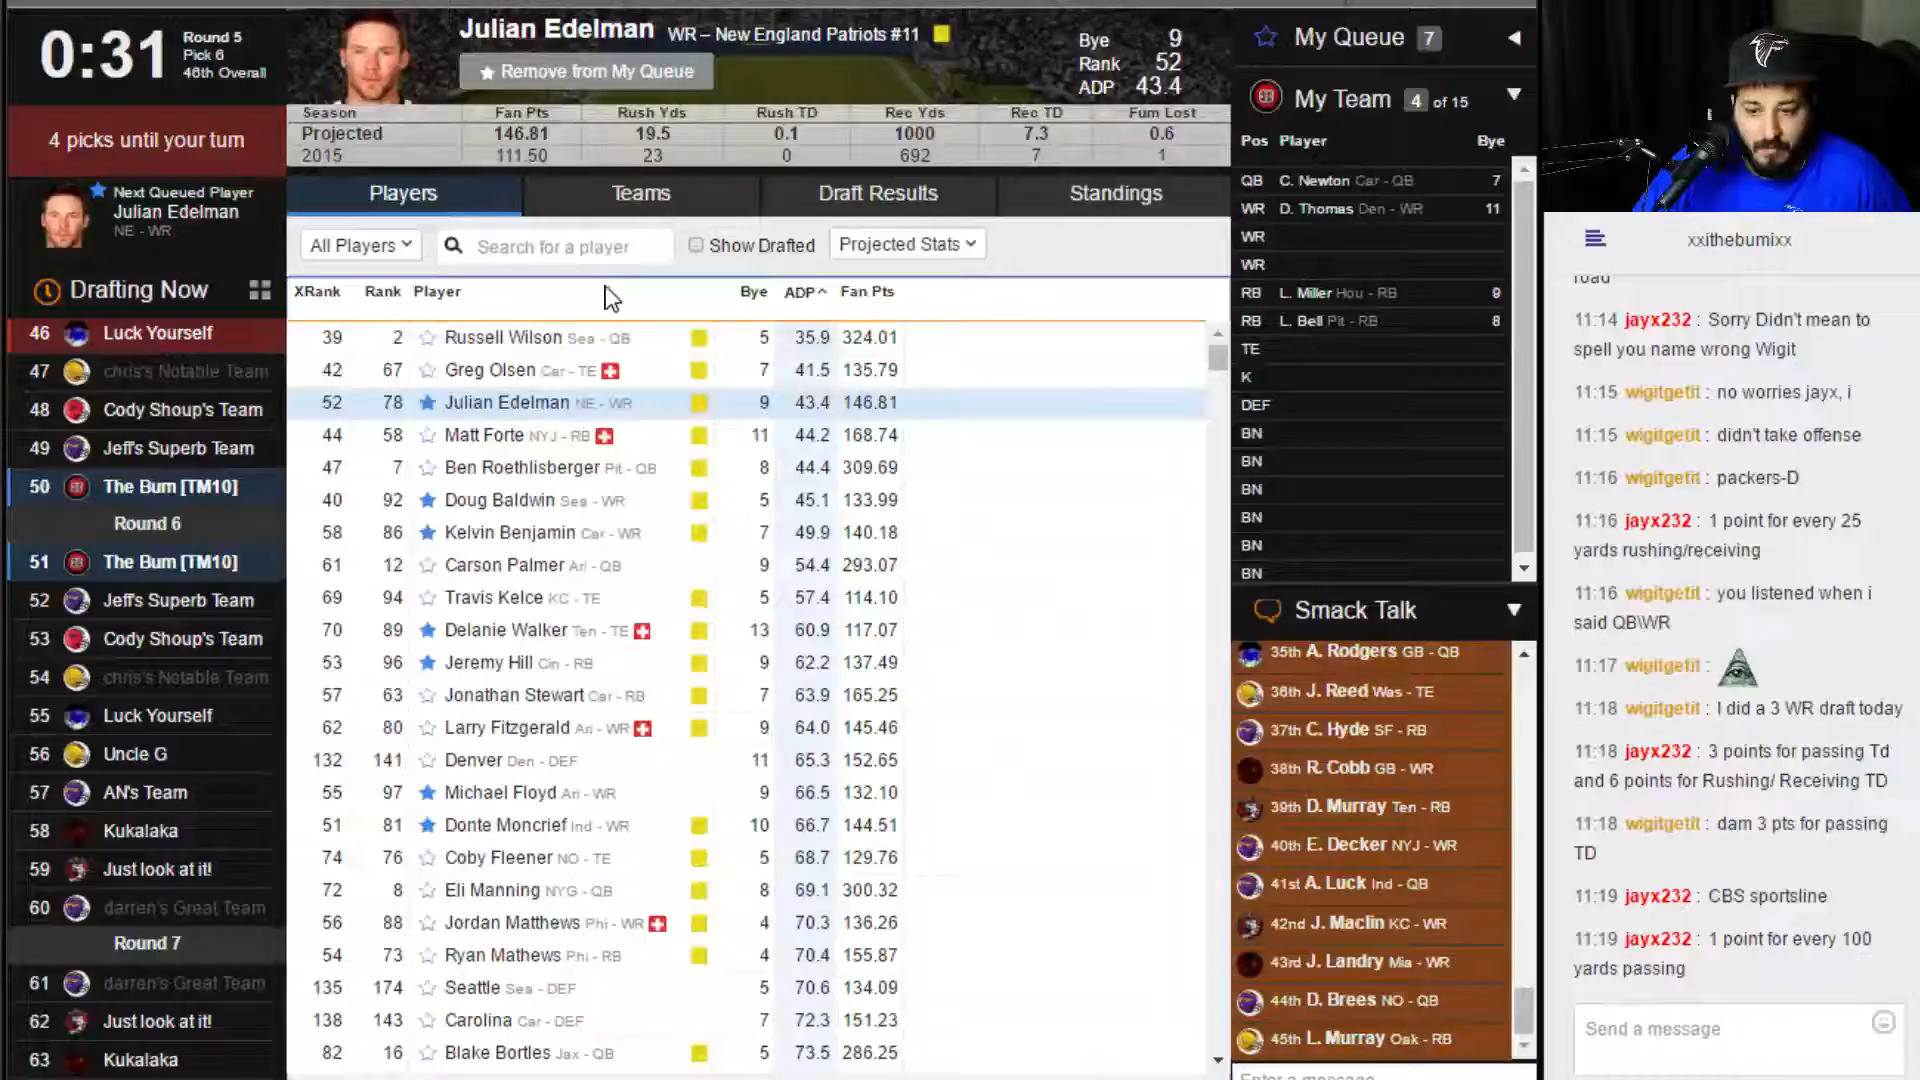 0:31
Round 5
Pick 6
46th Overall
4 picks until your turn
Next Queued Player
Julian Edelman
NE - WR
Drafting Now
46 Luck Yourself
47 chris's Notable Team
48 Cody Shoup's Team
49 Jeff's Superb Team
50 The Bum [TM10]
Round 6
51 The Bum [TM10]
52 Jeff's Superb Team
53 Cody Shoup's Team
54 chris's Notable Team
55 Luck Yourself
56 Uncle G
57 AN's Team
58 Kukalaka
59 Just look at it!
60 darren's Great Team
Round 7
61 darren's Great Team
62 Just look at it!
63 Kukalaka
Julian Edelman WR – New England Patriots #11
Remove from My Queue
Bye 9
Rank 52
ADP 43.4
Season Fan Pts Rush Yds Rush TD Rec Yds Rec TD Fum Lost
Projected 146.81 19.5 0.1 1000 7.3 0.6
2015 111.50 23 0 692 7 1
Players Teams Draft Results Standings
All Players Search for a player Show Drafted Projected Stats
XRank Rank Player Bye ADP Fan Pts
39 2 Russell Wilson Sea - QB 5 35.9 324.01
42 67 Greg Olsen Car - TE 7 41.5 135.79
52 78 Julian Edelman NE - WR 9 43.4 146.81
44 58 Matt Forte NYJ - RB 11 44.2 168.74
47 7 Ben Roethlisberger Pit - QB 8 44.4 309.69
40 92 Doug Baldwin Sea - WR 5 45.1 133.99
58 86 Kelvin Benjamin Car - WR 7 49.9 140.18
61 12 Carson Palmer Ari - QB 9 54.4 293.07
69 94 Travis Kelce KC - TE 5 57.4 114.10
70 89 Delanie Walker Ten - TE 13 60.9 117.07
53 96 Jeremy Hill Cin - RB 9 62.2 137.49
57 63 Jonathan Stewart Car - RB 7 63.9 165.25
62 80 Larry Fitzgerald Ari - WR 9 64.0 145.46
132 141 Denver Den - DEF 11 65.3 152.65
55 97 Michael Floyd Ari - WR 9 66.5 132.10
51 81 Donte Moncrief Ind - WR 10 66.7 144.51
74 76 Coby Fleener NO - TE 5 68.7 129.76
72 8 Eli Manning NYG - QB 8 69.1 300.32
56 88 Jordan Matthews Phi - WR 4 70.3 136.26
54 73 Ryan Mathews Phi - RB 4 70.4 155.87
135 174 Seattle Sea - DEF 5 70.6 134.09
138 143 Carolina Car - DEF 7 72.3 151.23
82 16 Blake Bortles Jax - QB 5 73.5 286.25
My Queue 7
My Team 4 of 15
Pos Player Bye
QB C. Newton Car - QB 7
WR D. Thomas Den - WR 11
WR
WR
RB L. Miller Hou - RB 9
RB L. Bell Pit - RB 8
TE
K
DEF
BN
BN
BN
BN
BN
BN
Smack Talk
35th A. Rodgers GB - QB
36th J. Reed Was - TE
37th C. Hyde SF - RB
38th R. Cobb GB - WR
39th D. Murray Ten - RB
40th E. Decker NYJ - WR
41st A. Luck Ind - QB
42nd J. Maclin KC - WR
43rd J. Landry Mia - WR
44th D. Brees NO - QB
45th L. Murray Oak - RB
Enter a message
xxithebumixx
road
11:14 jayx232 : Sorry Didn't mean to
spell you name wrong Wigit
11:15 wigitgetit : no worries jayx, i
11:15 wigitgetit : didn't take offense
11:16 wigitgetit : packers-D
11:16 jayx232 : 1 point for every 25
yards rushing/receiving
11:16 wigitgetit : you listened when i
said QB\WR
11:17 wigitgetit :
11:18 wigitgetit : I did a 3 WR draft today
11:18 jayx232 : 3 points for passing Td
and 6 points for Rushing/ Receiving TD
11:18 wigitgetit : dam 3 pts for passing
TD
11:19 jayx232 : CBS sportsline
11:19 jayx232 : 1 point for every 100
yards passing
Send a message